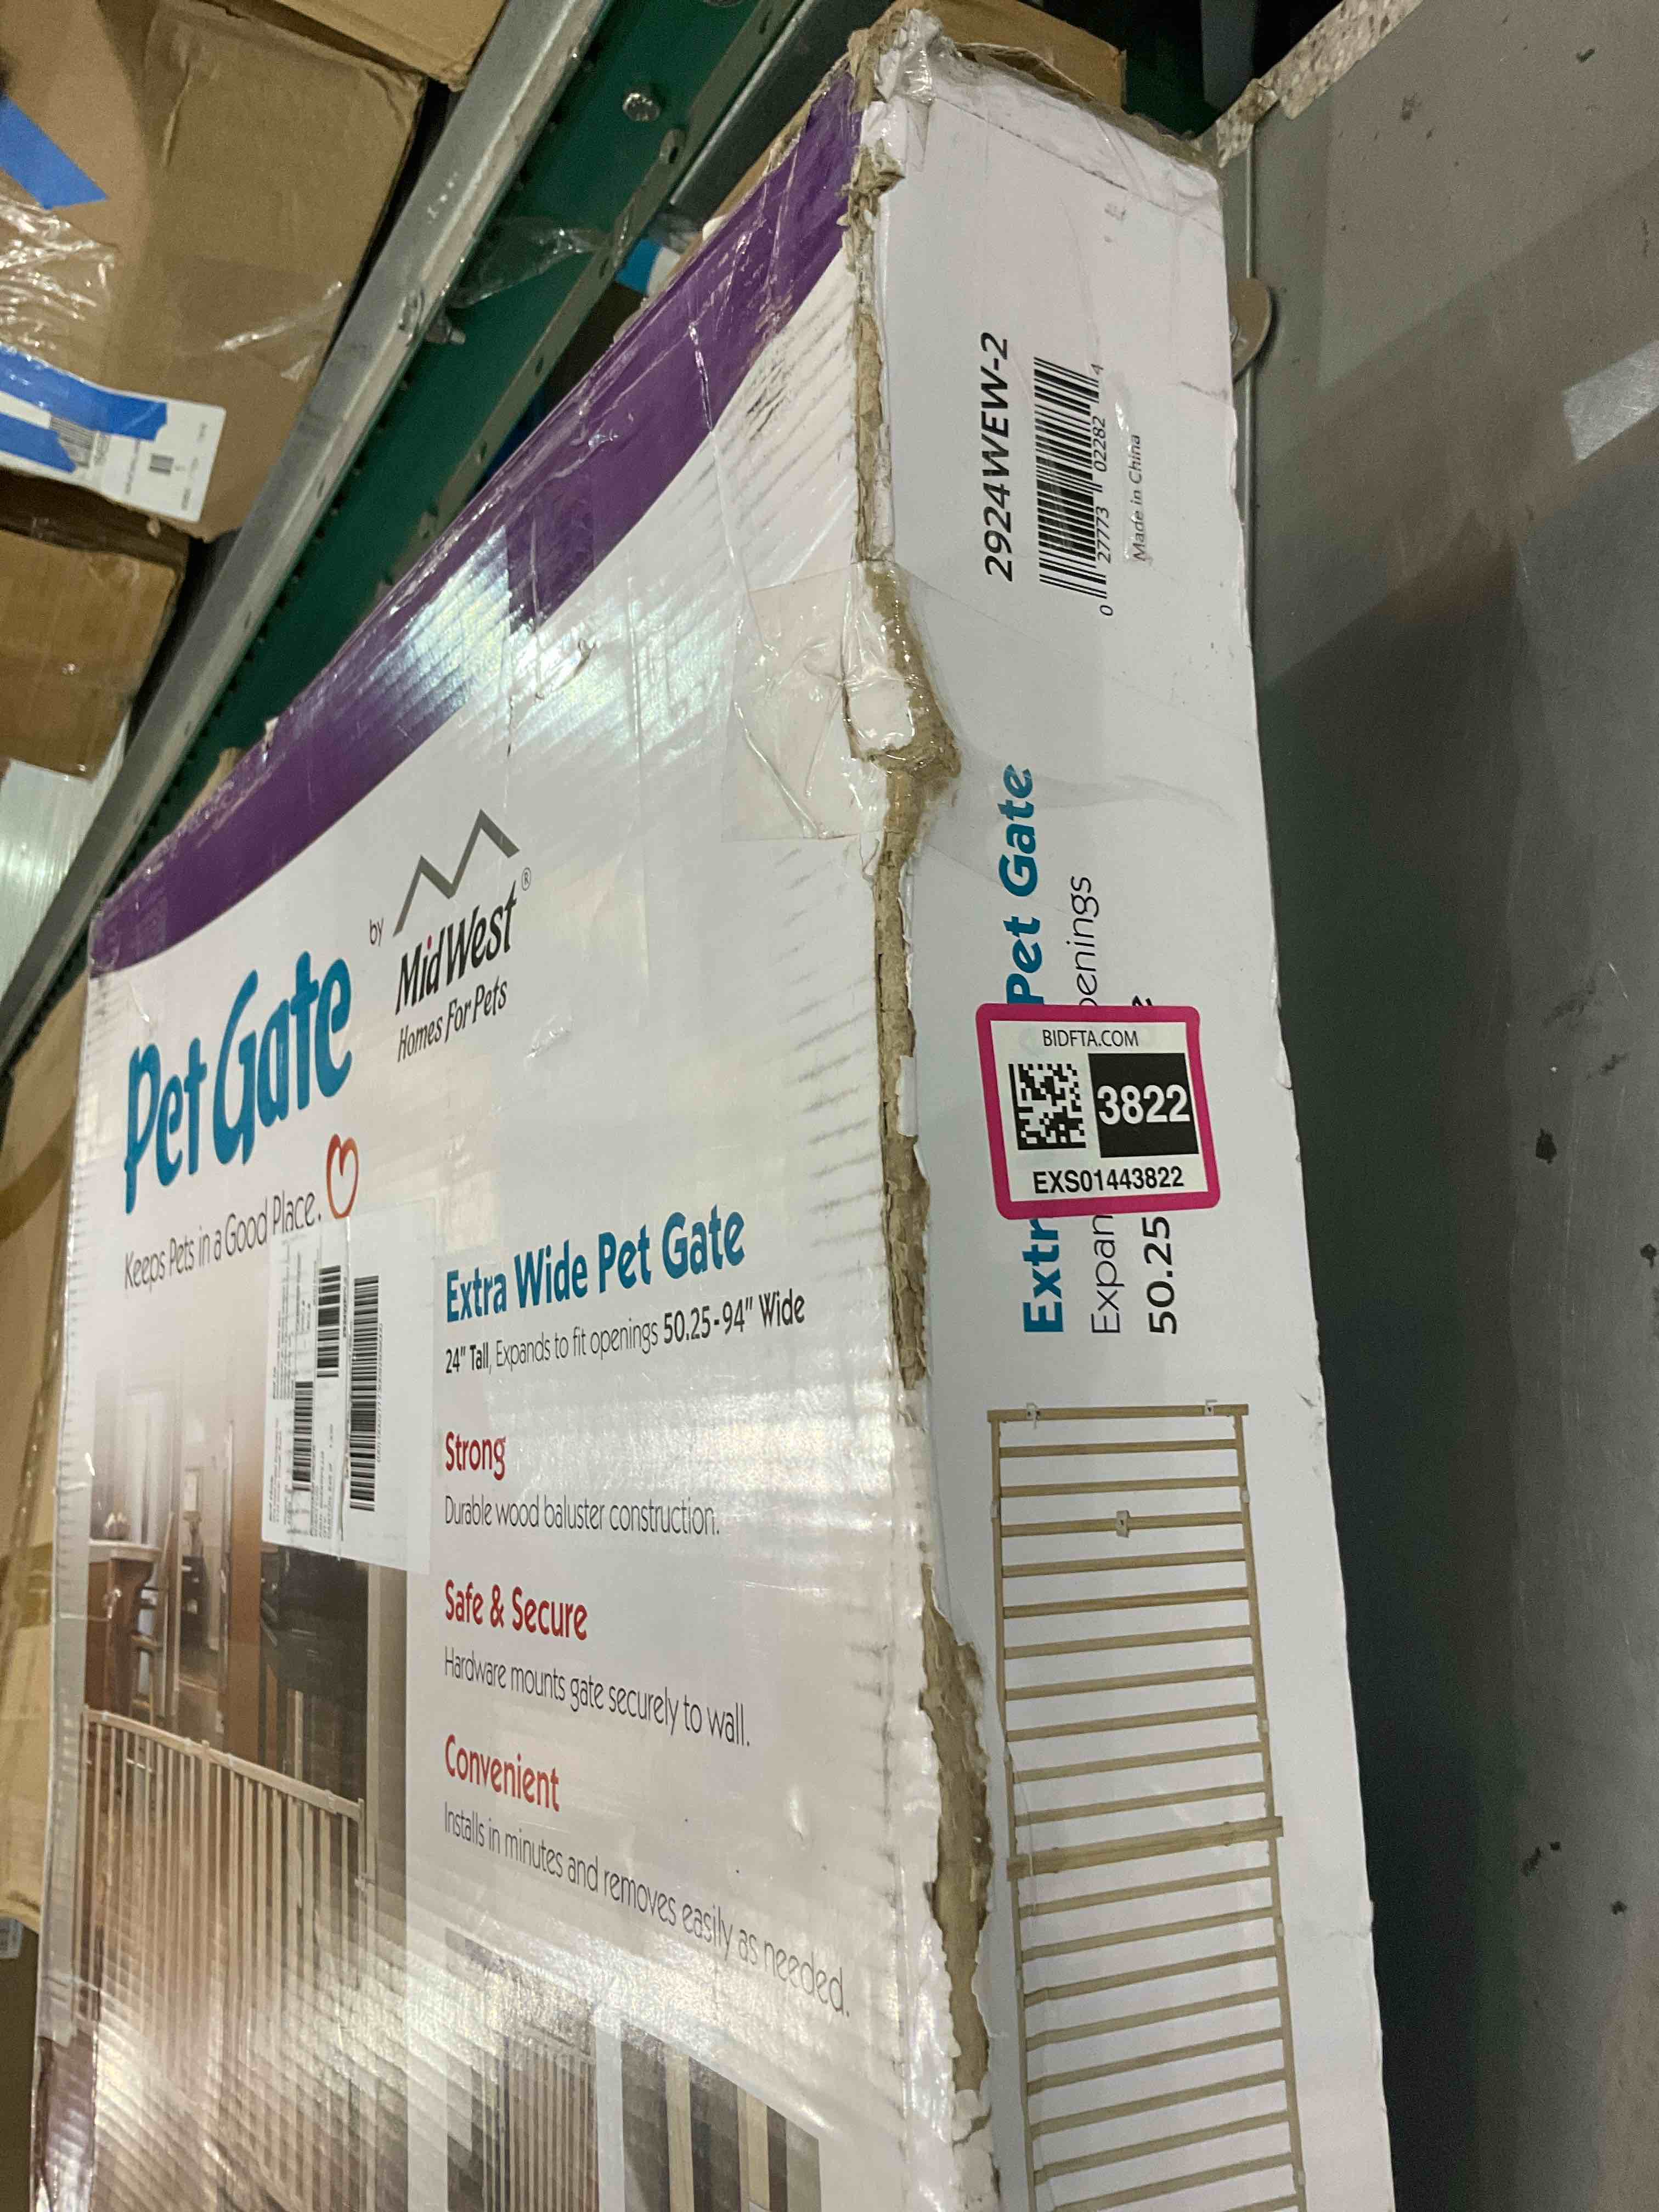 Pet Gate
by
MidWest®
Homes For Pets
Keeps Pets in a Good Place.
Extra Wide Pet Gate
24" Tall, Expands to fit openings 50.25-94" Wide
Strong
Durable wood baluster construction.
Safe & Secure
Hardware mounts gate securely to wall.
Convenient
Installs in minutes and removes easily as needed.
2924WEW-2
0 27773 02282 4
Made in China
Extr Pet Gate
Expan penings
50.25
BIDFTA.COM
3822
EXS01443822